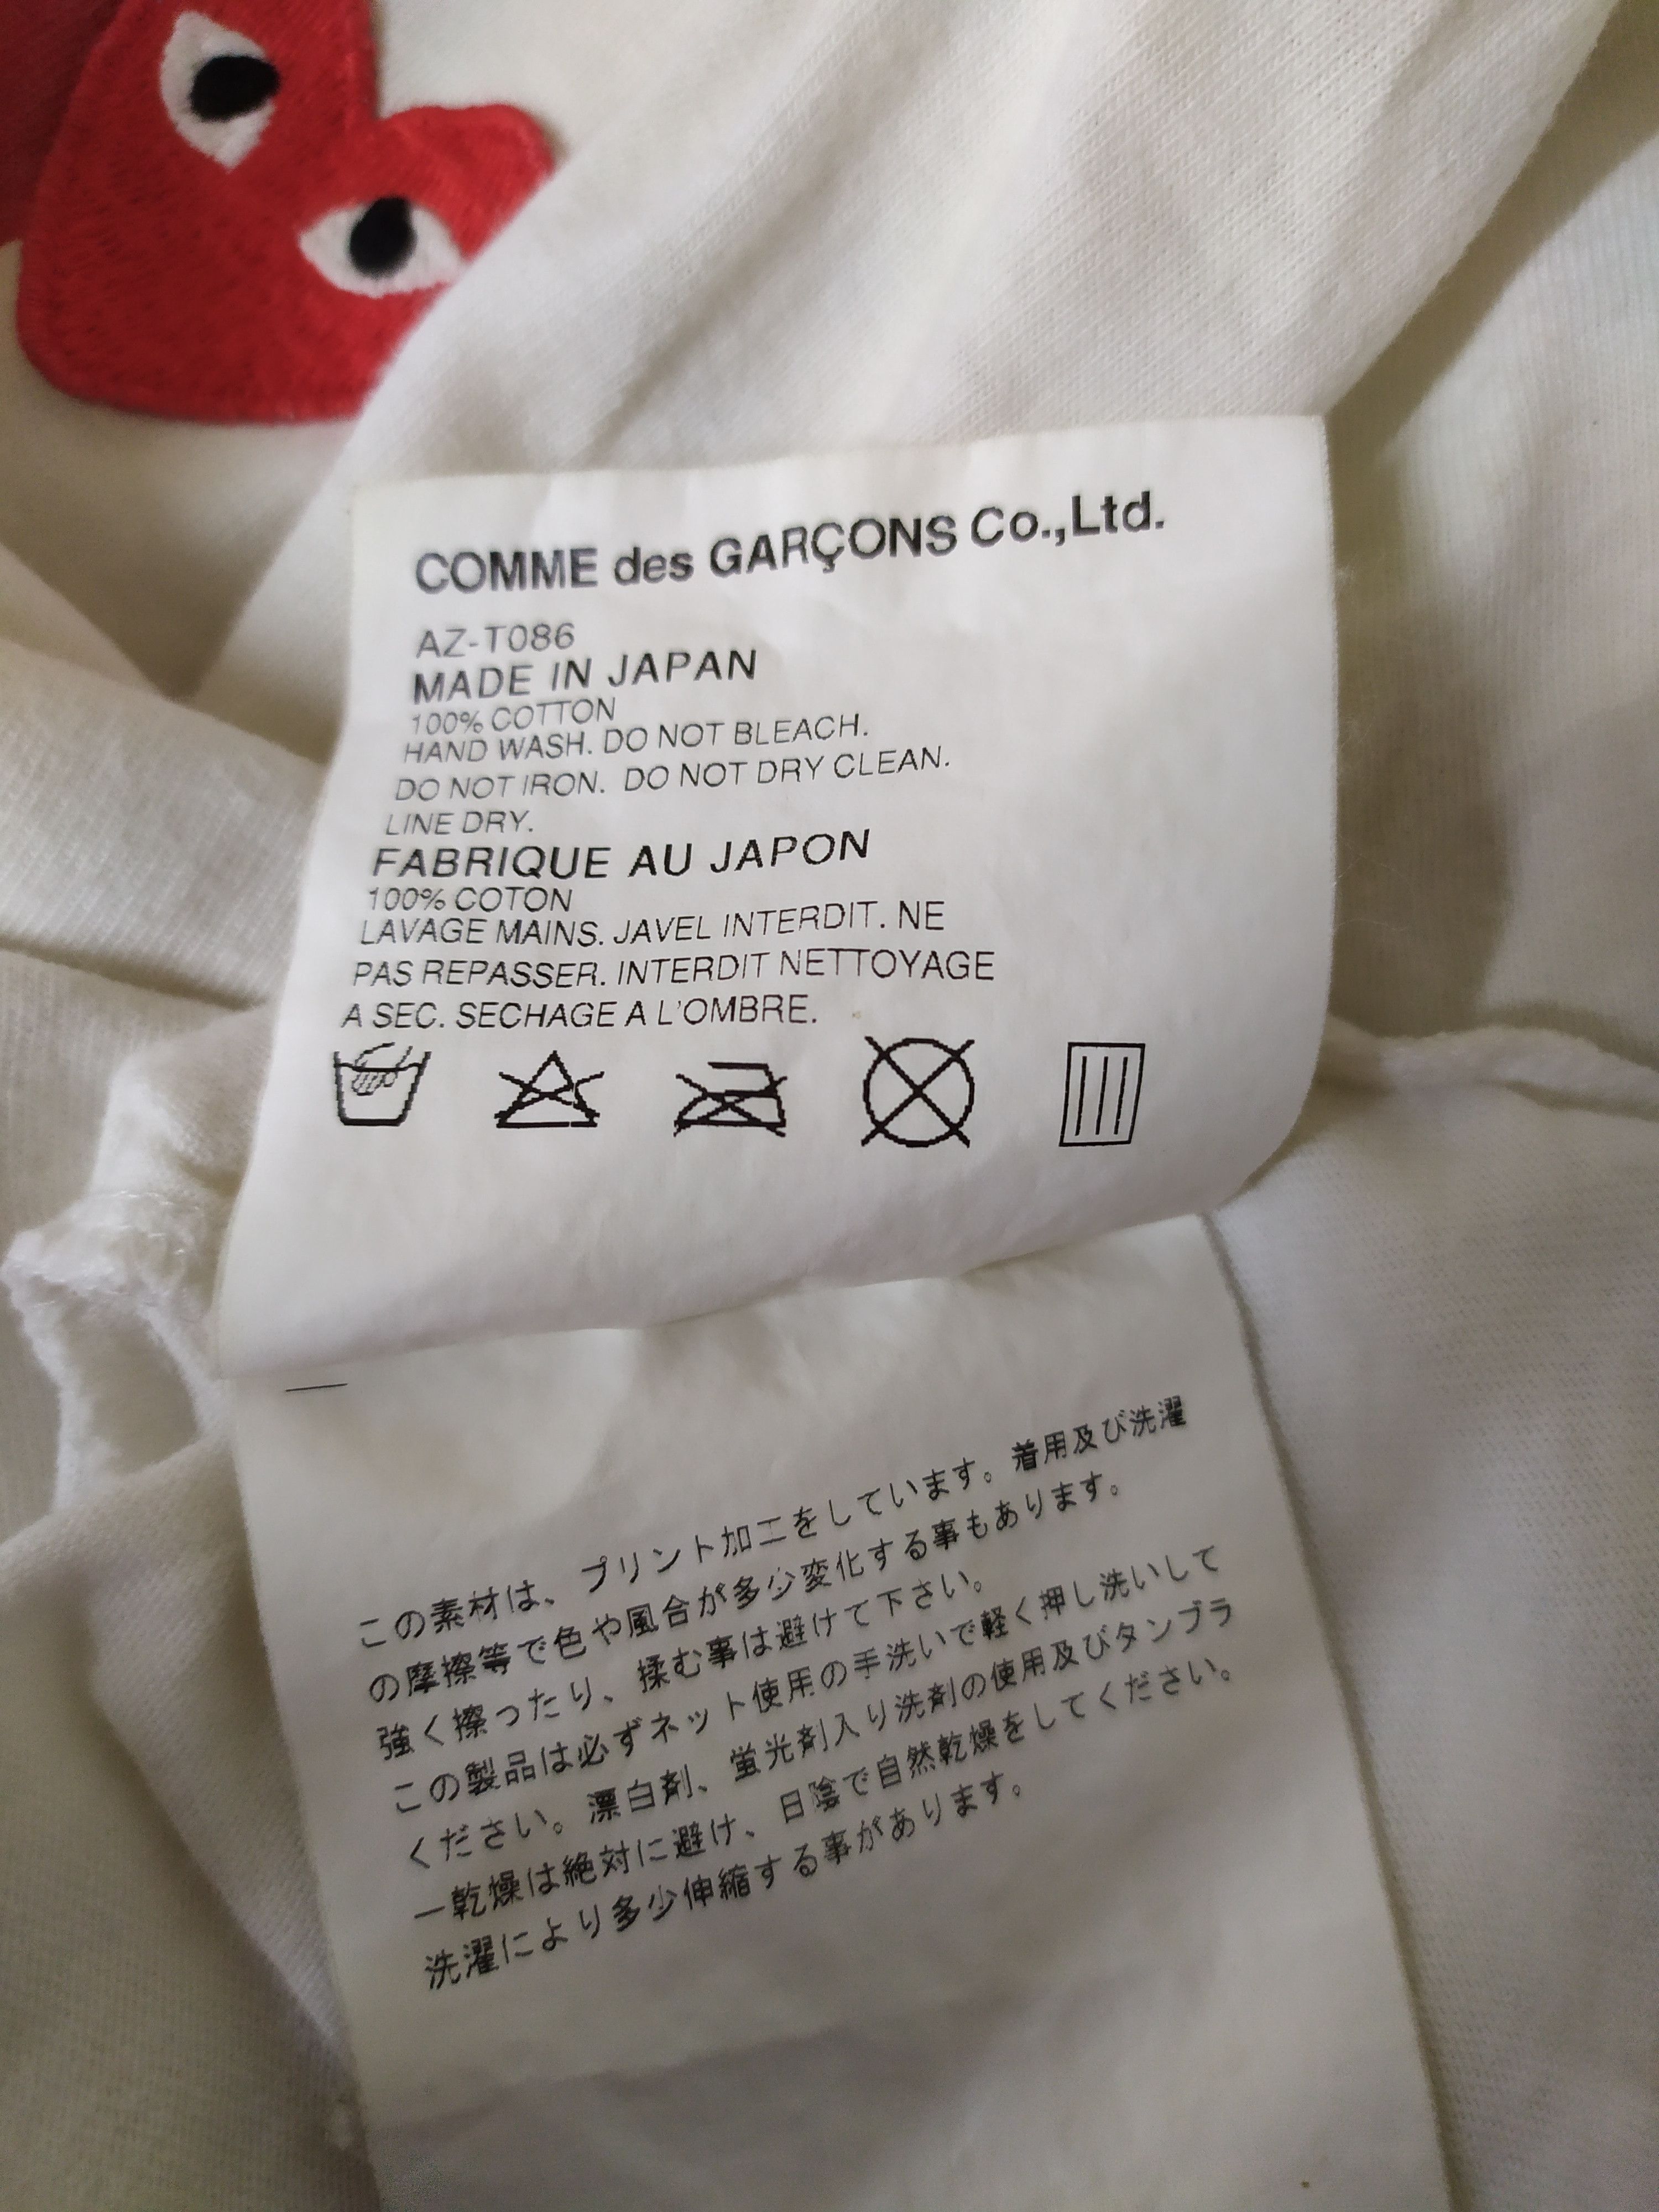 COMME des GARÇONS Co.,Ltd.
AZ-T086
MADE IN JAPAN
100% COTTON
HAND WASH. DO NOT BLEACH.
DO NOT IRON. DO NOT DRY CLEAN.
LINE DRY.
FABRIQUE AU JAPON
100% COTON
LAVAGE MAINS. JAVEL INTERDIT. NE
PAS REPASSER. INTERDIT NETTOYAGE
A SEC. SECHAGE A L'OMBRE.
この素材は、プリント加工をしています。着用及び洗濯
の摩擦等で色や風合が多少変化する事もあります。
強く擦ったり、揉む事は避けて下さい。
この製品は必ずネット使用の手洗いで軽く押し洗いして
ください。漂白剤、蛍光剤入り洗剤の使用及びタンブラ
ー乾燥は絶対に避け、日陰で自然乾燥をしてください。
洗濯により多少伸縮する事があります。